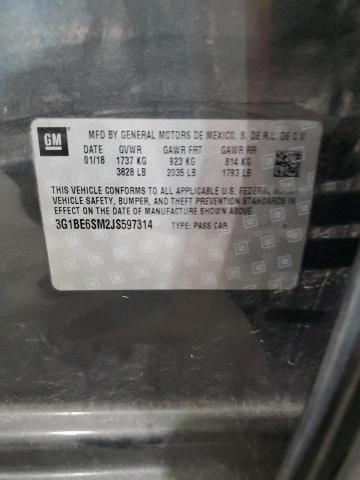 GM
MFD BY GENERAL MOTORS DE MEXICO, S. DE R.L. DE C.V.
DATE GVWR GAWR FRT GAWR RR
01/18 1737 KG 923 KG 814 KG
3828 LB 2035 LB 1793 LB
THIS VEHICLE CONFORMS TO ALL APPLICABLE U.S. FEDERAL MOTOR
VEHICLE SAFETY, BUMPER, AND THEFT PREVENTION STANDARDS
IN EFFECT ON THE DATE OF MANUFACTURE SHOWN ABOVE.
3G1BE6SM2JS597314 TYPE: PASS CAR